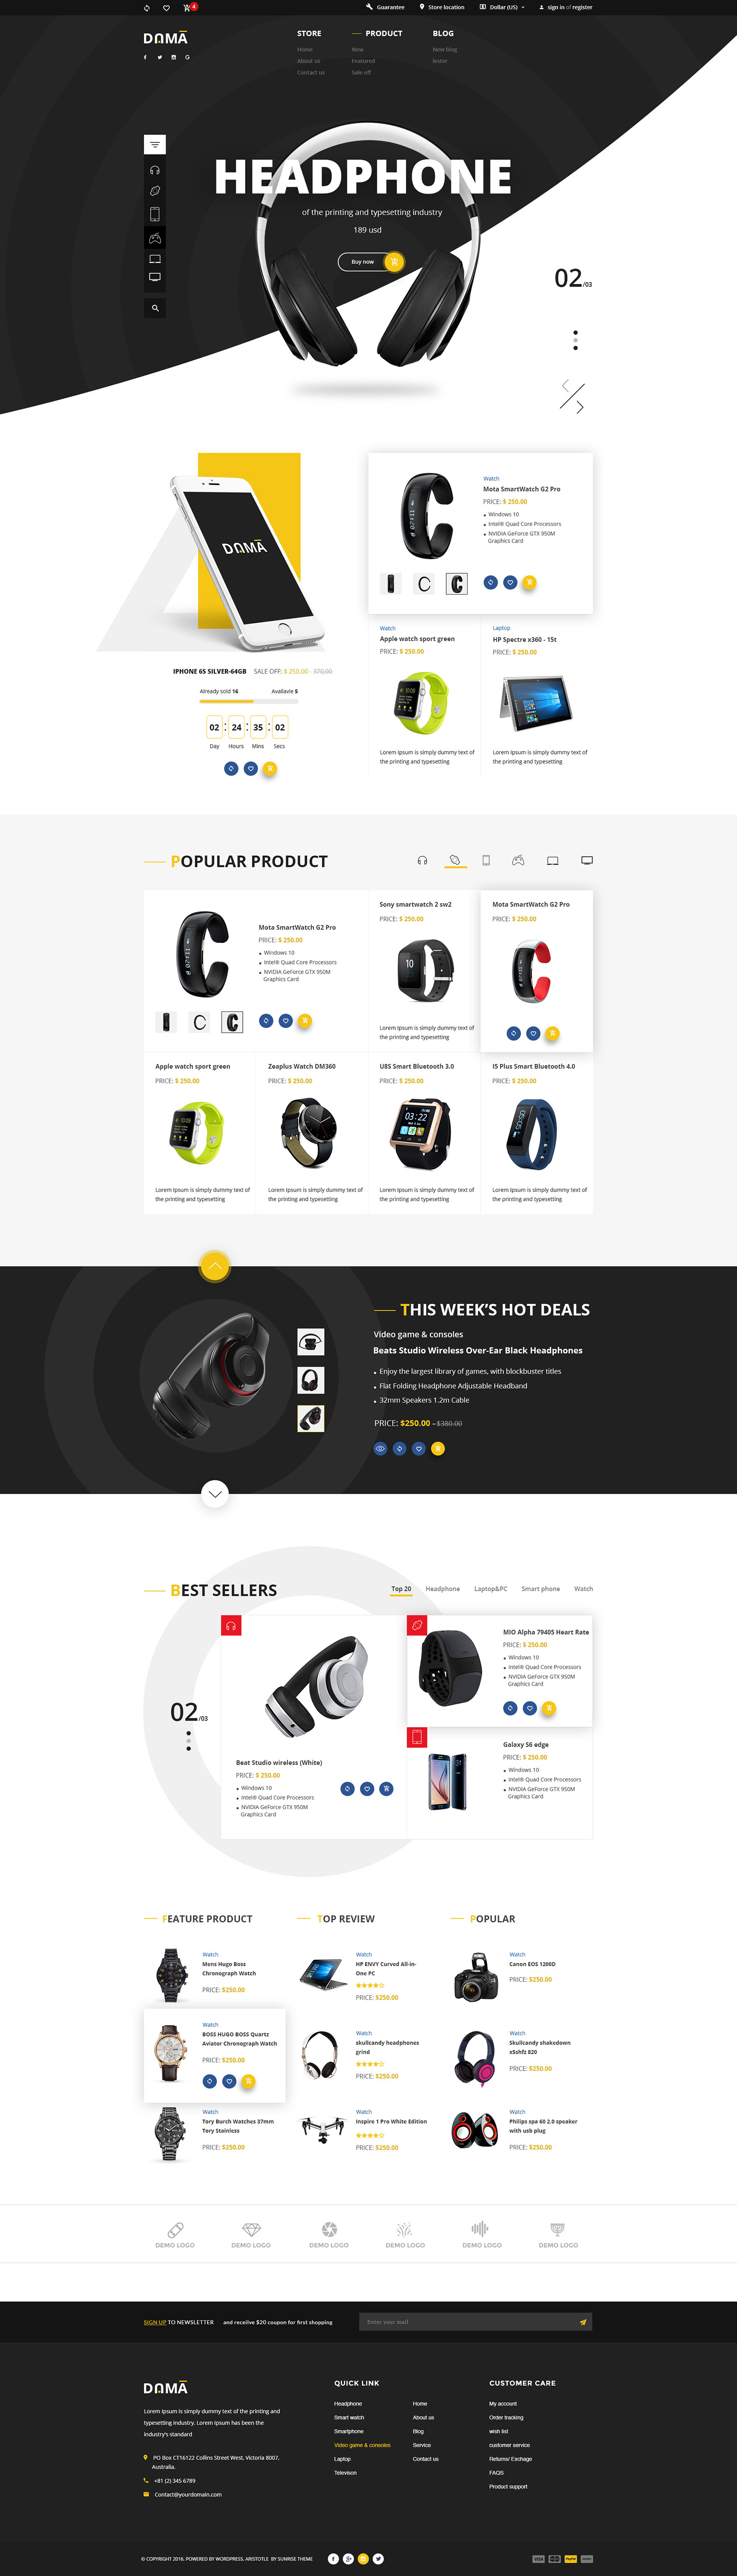 4
Guarantee
Store location
Dollar (US)
sign in of register
DOMĀ
STORE
Home
About us
Contact us
PRODUCT
New
Featured
Sale off
BLOG
New blog
lestor
HEADPHONE
of the printing and typesetting industry
189 usd
Buy now
02/03
DOMĀ
IPHONE 6S SILVER-64GB SALE OFF: $ 250.00 - 370,00
Already sold 16 Availavie 5
02 : 24 : 35 : 02
Day Hours Mins Secs
Watch
Mota SmartWatch G2 Pro
PRICE: $ 250.00
Windows 10
Intel® Quad Core Processors
NVIDIA GeForce GTX 950M
Graphics Card
Watch
Apple watch sport green
PRICE: $ 250.00
Lorem Ipsum is simply dummy text of
the printing and typesetting
Laptop
HP Spectre x360 - 15t
PRICE: $ 250.00
Lorem Ipsum is simply dummy text of
the printing and typesetting
POPULAR PRODUCT
Mota SmartWatch G2 Pro
PRICE: $ 250.00
Windows 10
Intel® Quad Core Processors
NVIDIA GeForce GTX 950M
Graphics Card
Sony smartwatch 2 sw2
PRICE: $ 250.00
10
Lorem Ipsum is simply dummy text of
the printing and typesetting
Mota SmartWatch G2 Pro
PRICE: $ 250.00
Apple watch sport green
PRICE: $ 250.00
Lorem Ipsum is simply dummy text of
the printing and typesetting
Zeaplus Watch DM360
PRICE: $ 250.00
Lorem Ipsum is simply dummy text of
the printing and typesetting
U8S Smart Bluetooth 3.0
PRICE: $ 250.00
03:22
Lorem Ipsum is simply dummy text of
the printing and typesetting
I5 Plus Smart Bluetooth 4.0
PRICE: $ 250.00
Lorem Ipsum is simply dummy text of
the printing and typesetting
THIS WEEK'S HOT DEALS
Video game & consoles
Beats Studio Wireless Over-Ear Black Headphones
Enjoy the largest library of games, with blockbuster titles
Flat Folding Headphone Adjustable Headband
32mm Speakers 1.2m Cable
PRICE: $250.00 - $380.00
BEST SELLERS
Top 20 Headphone Laptop&PC Smart phone Watch
02/03
Beat Studio wireless (White)
PRICE: $ 250.00
Windows 10
Intel® Quad Core Processors
NVIDIA GeForce GTX 950M
Graphics Card
MIO Alpha 79405 Heart Rate
PRICE: $ 250.00
Windows 10
Intel® Quad Core Processors
NVIDIA GeForce GTX 950M
Graphics Card
Galaxy S6 edge
PRICE: $ 250.00
Windows 10
Intel® Quad Core Processors
NVIDIA GeForce GTX 950M
Graphics Card
FEATURE PRODUCT
Watch
Mens Hugo Boss
Chronograph Watch
PRICE: $250.00
Watch
BOSS HUGO BOSS Quartz
Aviator Chronograph Watch
PRICE: $250.00
Watch
Tory Burch Watches 37mm
Tory Stainless
PRICE: $250.00
TOP REVIEW
Watch
HP ENVY Curved All-in-
One PC
PRICE: $250.00
Watch
skullcandy headphones
grind
PRICE: $250.00
Watch
Inspire 1 Pro White Edition
PRICE: $250.00
POPULAR
Watch
Canon EOS 1200D
PRICE: $250.00
Watch
Skullcandy shakedown
x5shfz 820
PRICE: $250.00
Watch
Philips spa 60 2.0 speaker
with usb plug
PRICE: $250.00
DEMO LOGO
DEMO LOGO
DEMO LOGO
DEMO LOGO
DEMO LOGO
DEMO LOGO
SIGN UP TO NEWSLETTER and receilve $20 coupon for first shopping
Enter your mail
DOMĀ
Lorem Ipsum is simply dummy text of the printing and
typesetting industry. Lorem Ipsum has been the
industry's standard
PO Box CT16122 Collins Street West, Victoria 8007,
Australia.
+81 (2) 345 6789
Contact@yourdomain.com
QUICK LINK
Headphone
Smart watch
Smartphone
Video game & consoles
Laptop
Televison
Home
About us
Blog
Service
Contact us
CUSTOMER CARE
My account
Order tracking
wish list
customer service
Returns/ Exchage
FAQS
Product support
© COPYRIGHT 2016. POWERED BY WORDPRESS. ARISTOTLE BY SUNRISE THEME
VISA
PayPal